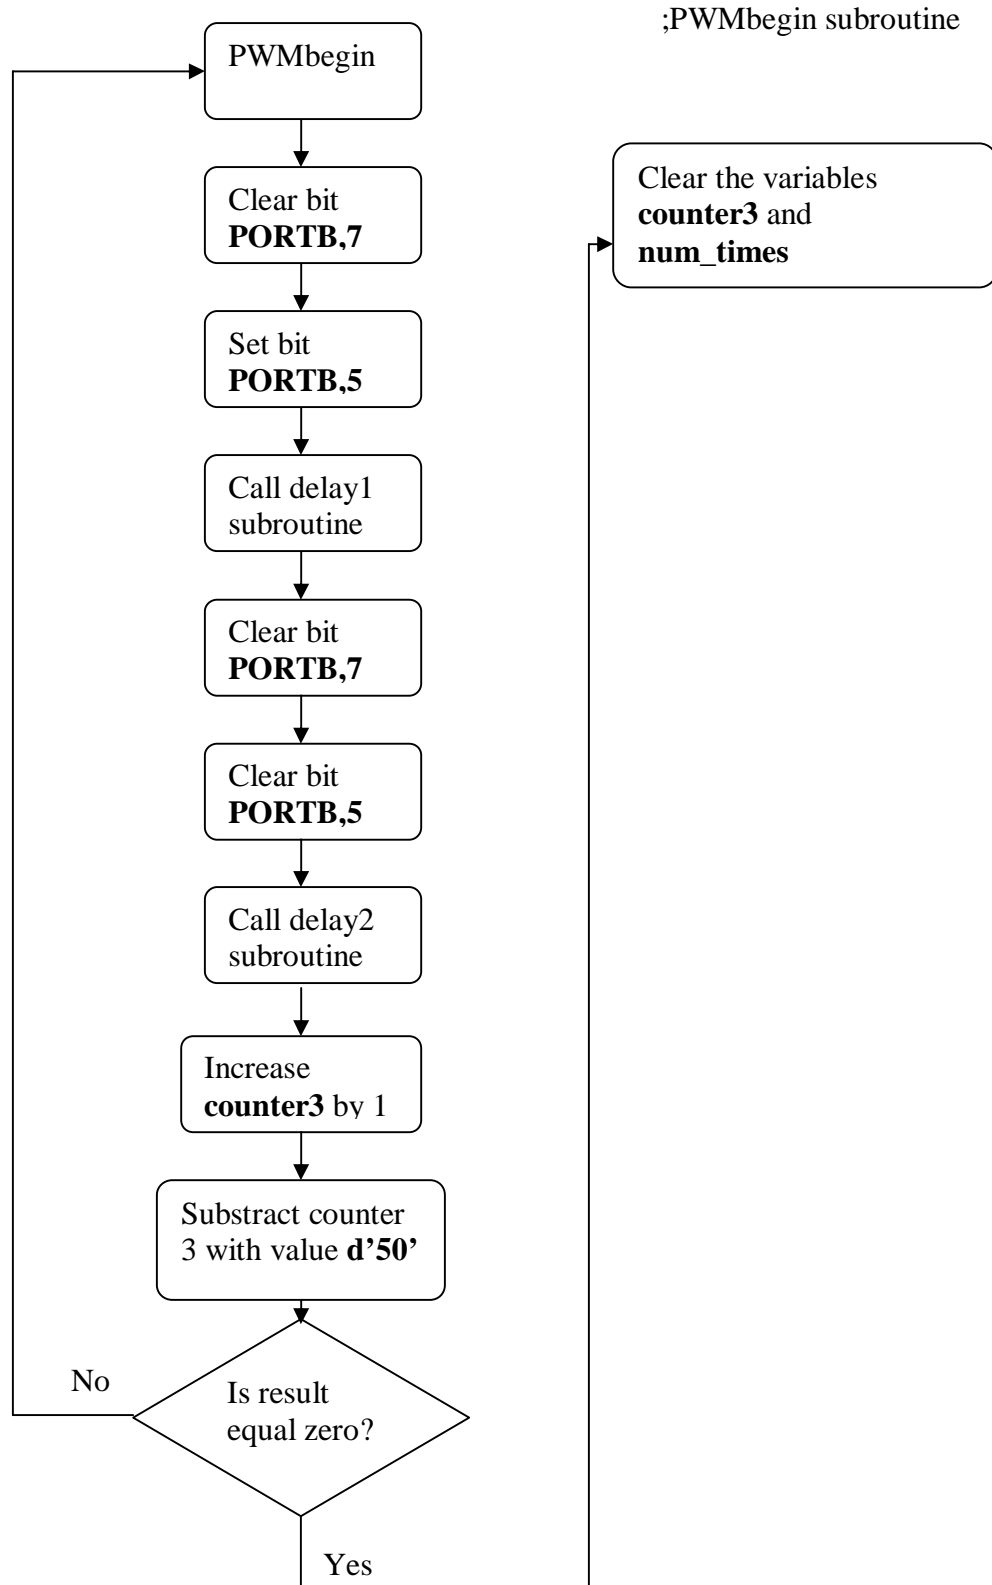 ;PWMbegin subroutine
PWMbegin
Clear bit
PORTB,7
Set bit
PORTB,5
Call delay1
subroutine
Clear bit
PORTB,7
Clear bit
PORTB,5
Call delay2
subroutine
Increase
counter3 by 1
Substract counter
3 with value d’50’
Is result
equal zero?
No
Yes
Clear the variables
counter3 and
num_times